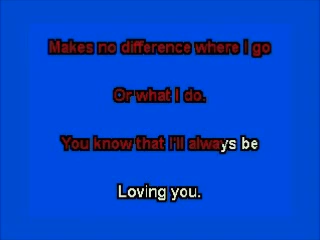 Makes no difference where I go
Or what I do.
You know that I'll always be
Loving you.